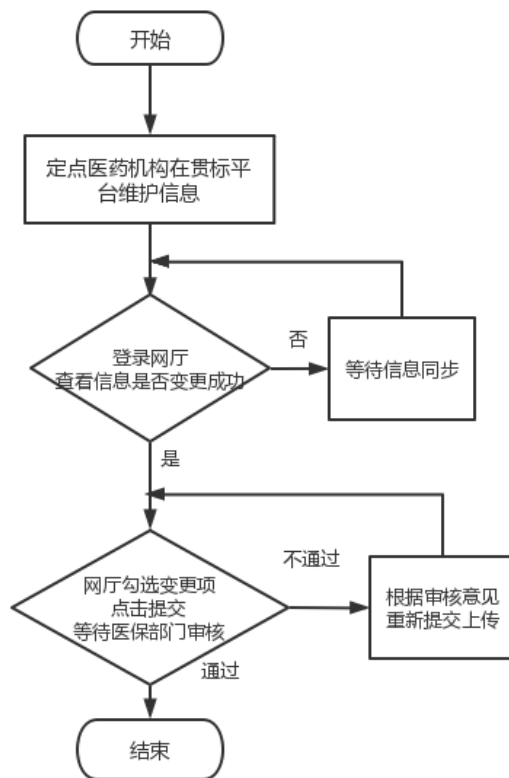 开始
定点医药机构在贯标平
台维护信息
登录网厅
查看信息是否变更成功
否
等待信息同步
是
网厅勾选变更项
点击提交
等待医保部门审核
不通过
根据审核意见
重新提交上传
通过
结束